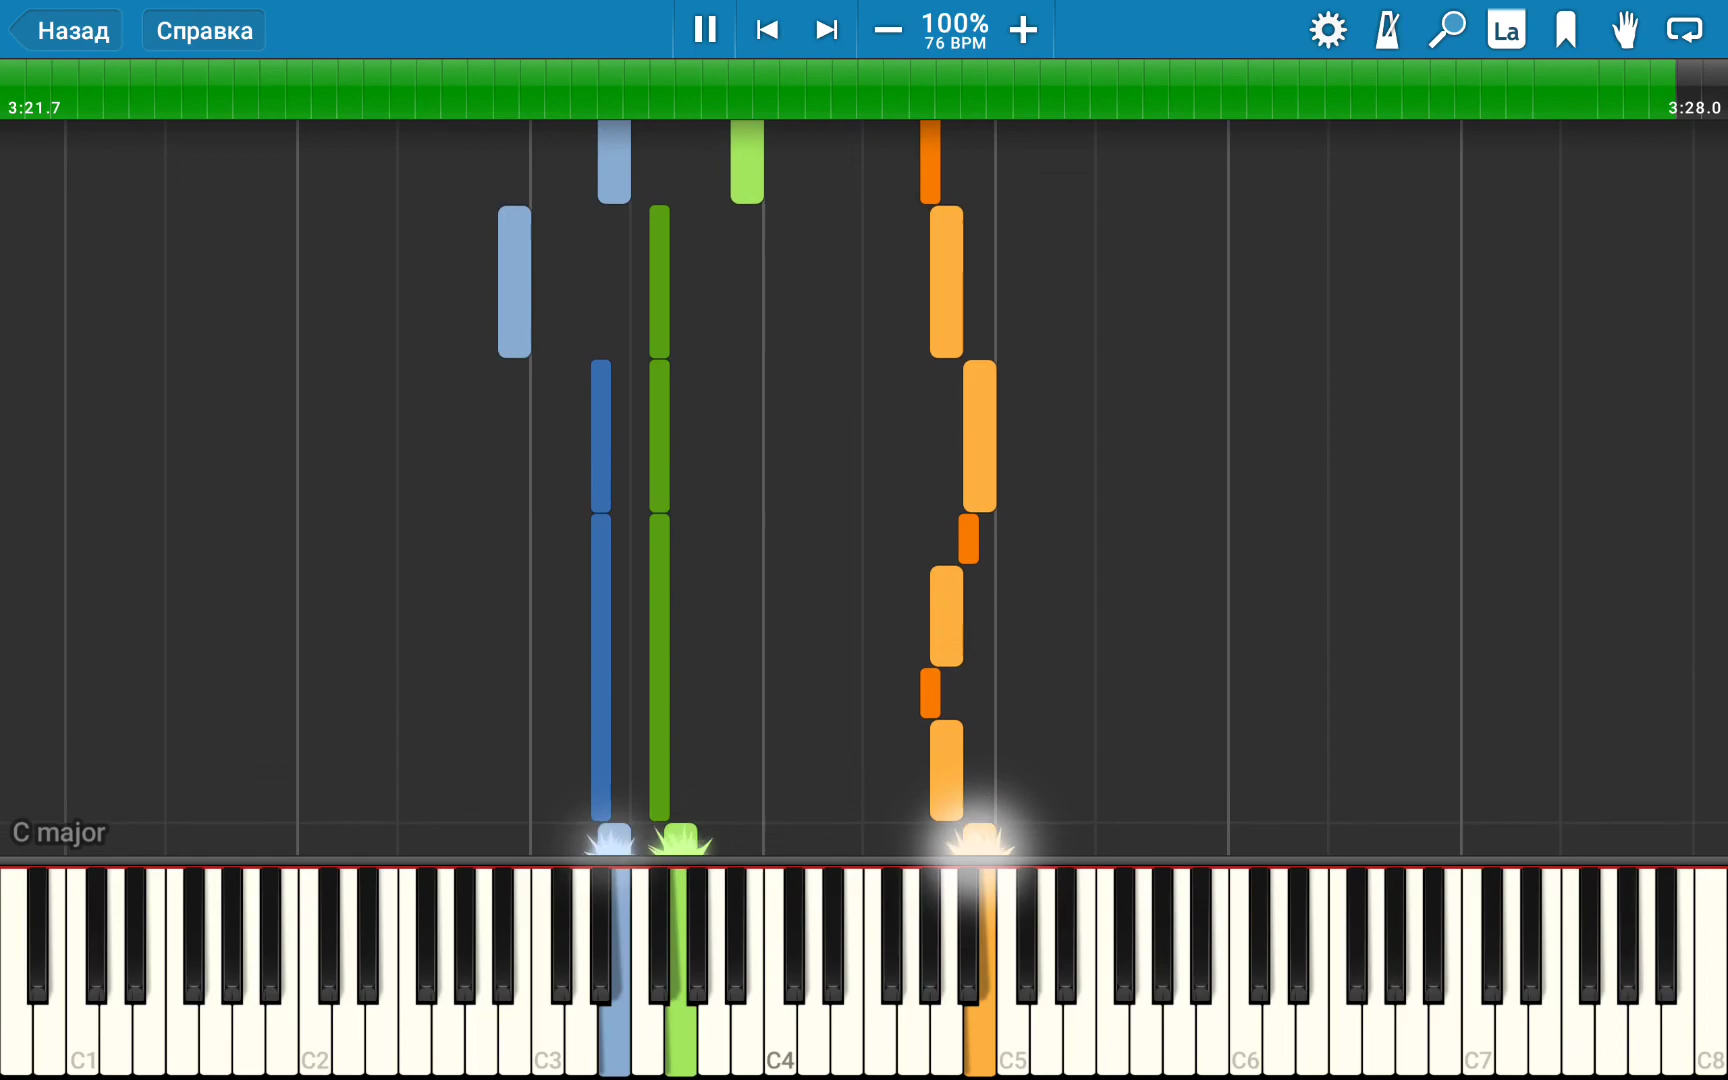 Назад
Справка
100%
76 BPM
La
3:21.7
3:28.0
C major
C1
C2
C3
C4
C5
C6
C7
C8